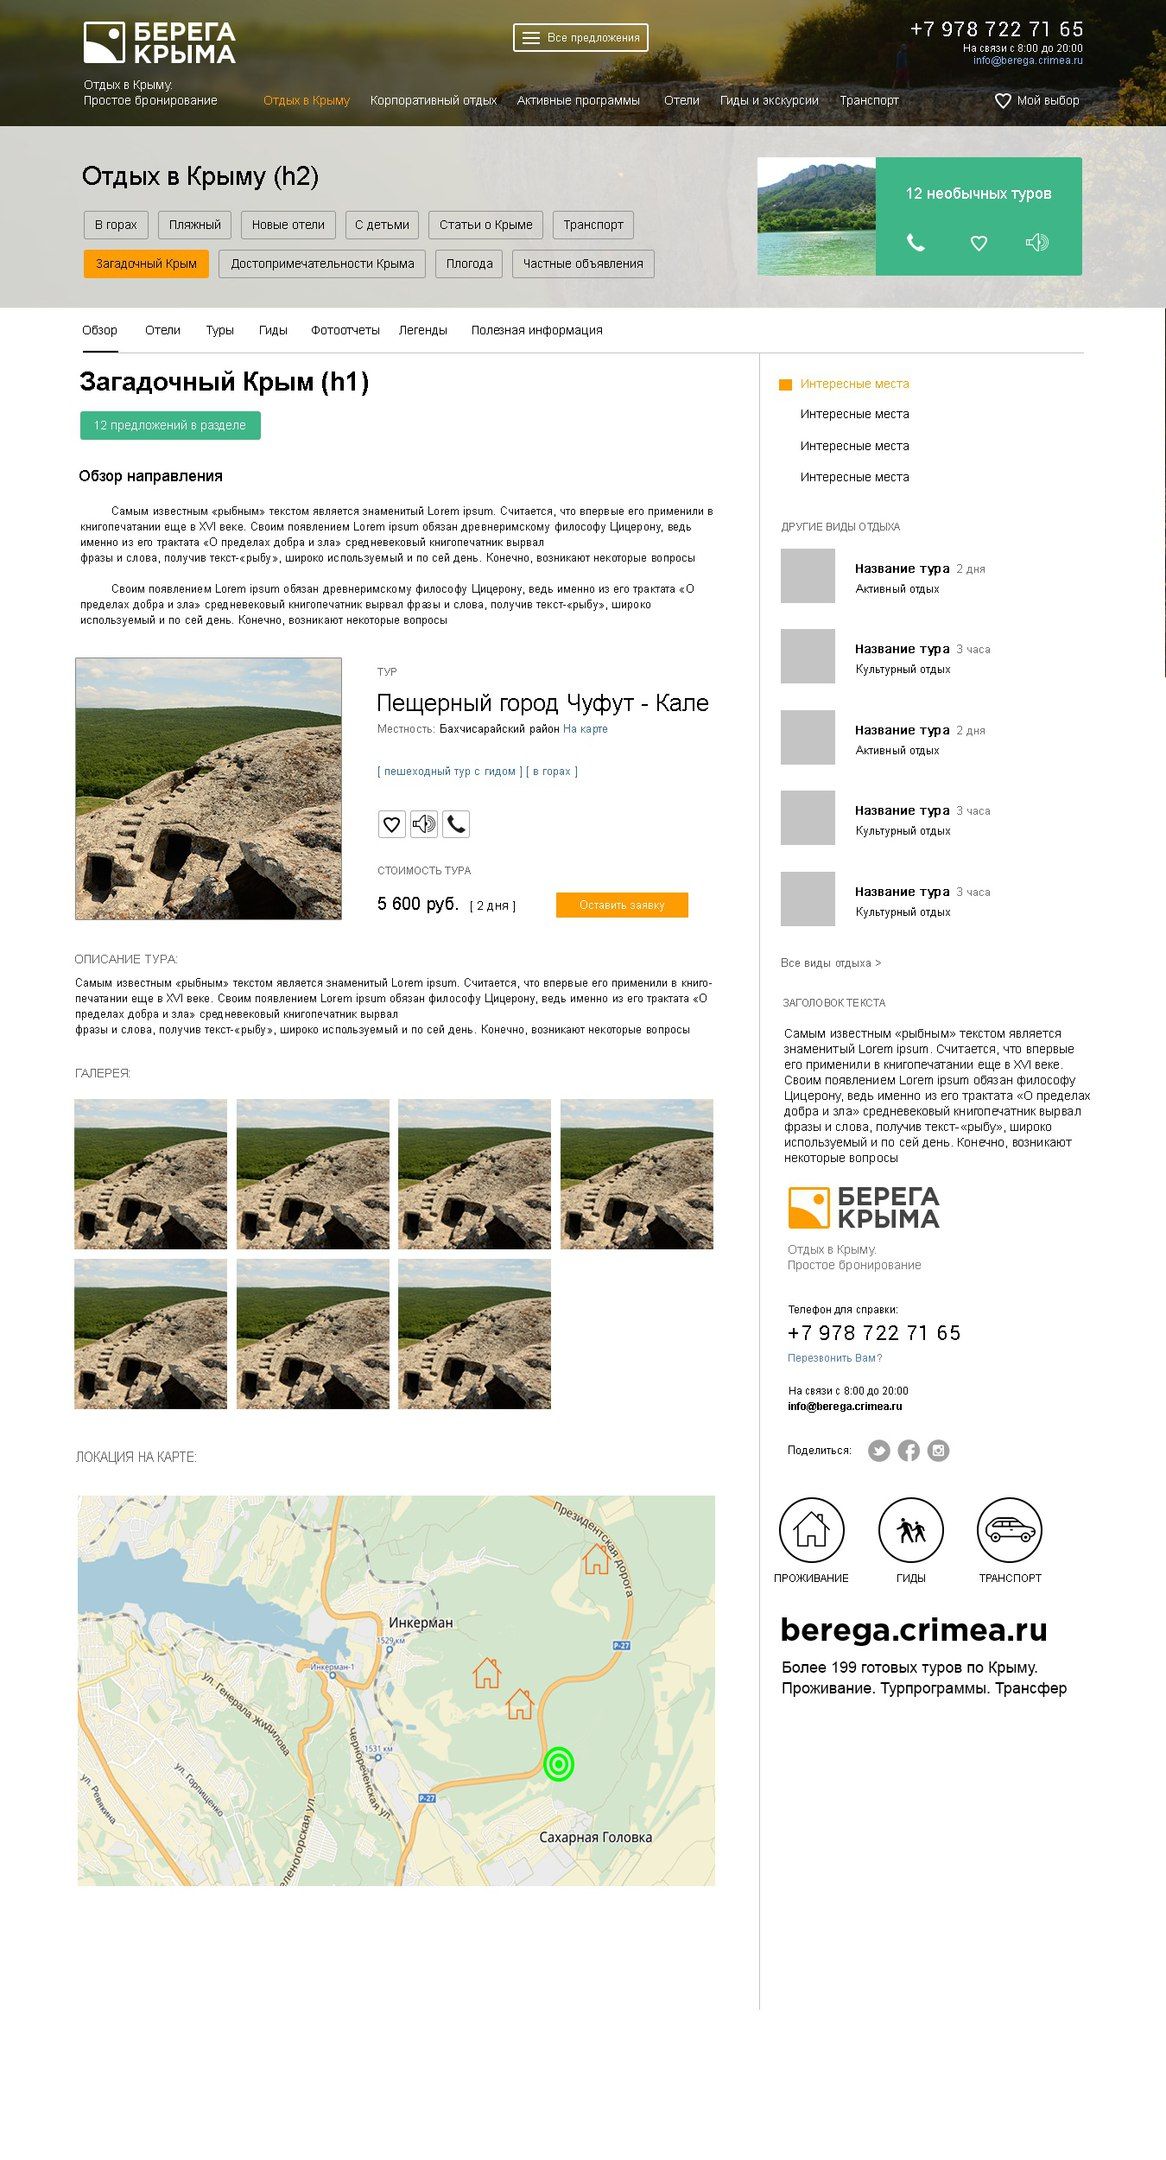 БЕРЕГА
КРЫМА
Все предложения
+7 978 722 71 65
На связи с 8:00 до 20:00
info@berega.crimea.ru
Отдых в Крыму.
Простое бронирование
Отдых в Крыму Корпоративный отдых Активные программы Отели Гиды и экскурсии Транспорт
Мой выбор
Отдых в Крыму (h2)
В горах Пляжный Новые отели С детьми Статьи о Крыме Транспорт
Загадочный Крым Достопримечательности Крыма Плогода Частные объявления
12 необычных туров
Обзор Отели Туры Гиды Фотоотчеты Легенды Полезная информация
Загадочный Крым (h1)
12 предложений в разделе
Обзор направления
Самым известным «рыбным» текстом является знаменитый Lorem ipsum. Считается, что впервые его применили в
книгопечатании еще в XVI веке. Своим появлением Lorem ipsum обязан древнеримскому философу Цицерону, ведь
именно из его трактата «О пределах добра и зла» средневековый книгопечатник вырвал
фразы и слова, получив текст-«рыбу», широко используемый и по сей день. Конечно, возникают некоторые вопросы
Своим появлением Lorem ipsum обязан древнеримскому философу Цицерону, ведь именно из его трактата «О
пределах добра и зла» средневековый книгопечатник вырвал фразы и слова, получив текст-«рыбу», широко
используемый и по сей день. Конечно, возникают некоторые вопросы
ТУР
Пещерный город Чуфут - Кале
Местность: Бахчисарайский район На карте
[ пешеходный тур с гидом ] [ в горах ]
СТОИМОСТЬ ТУРА
5 600 руб. [ 2 дня ]
Оставить заявку
ОПИСАНИЕ ТУРА:
Самым известным «рыбным» текстом является знаменитый Lorem ipsum. Считается, что впервые его применили в книго-
печатании еще в XVI веке. Своим появлением Lorem ipsum обязан философу Цицерону, ведь именно из его трактата «О
пределах добра и зла» средневековый книгопечатник вырвал
фразы и слова, получив текст-«рыбу», широко используемый и по сей день. Конечно, возникают некоторые вопросы
ГАЛЕРЕЯ:
ЛОКАЦИЯ НА КАРТЕ:
Президентская дорога
Инкерман
1529 км
Р-27
Инкерман-1
ул. Генерала Жидилова
1531 км
Чернореченская ул.
ул. Горпищенко
ул. Ревякина
Р-27
Сахарная Головка
Интересные места
Интересные места
Интересные места
Интересные места
ДРУГИЕ ВИДЫ ОТДЫХА
Название тура 2 дня
Активный отдых
Название тура 3 часа
Культурный отдых
Название тура 2 дня
Активный отдых
Название тура 3 часа
Культурный отдых
Название тура 3 часа
Культурный отдых
Все виды отдыха >
ЗАГОЛОВОК ТЕКСТА
Самым известным «рыбным» текстом является
знаменитый Lorem ipsum. Считается, что впервые
его применили в книгопечатании еще в XVI веке.
Своим появлением Lorem ipsum обязан философу
Цицерону, ведь именно из его трактата «О пределах
добра и зла» средневековый книгопечатник вырвал
фразы и слова, получив текст-«рыбу», широко
используемый и по сей день. Конечно, возникают
некоторые вопросы
БЕРЕГА
КРЫМА
Отдых в Крыму.
Простое бронирование
Телефон для справки:
+7 978 722 71 65
Перезвонить Вам?
На связи с 8:00 до 20:00
info@berega.crimea.ru
Поделиться:
ПРОЖИВАНИЕ ГИДЫ ТРАНСПОРТ
berega.crimea.ru
Более 199 готовых туров по Крыму.
Проживание. Турпрограммы. Трансфер